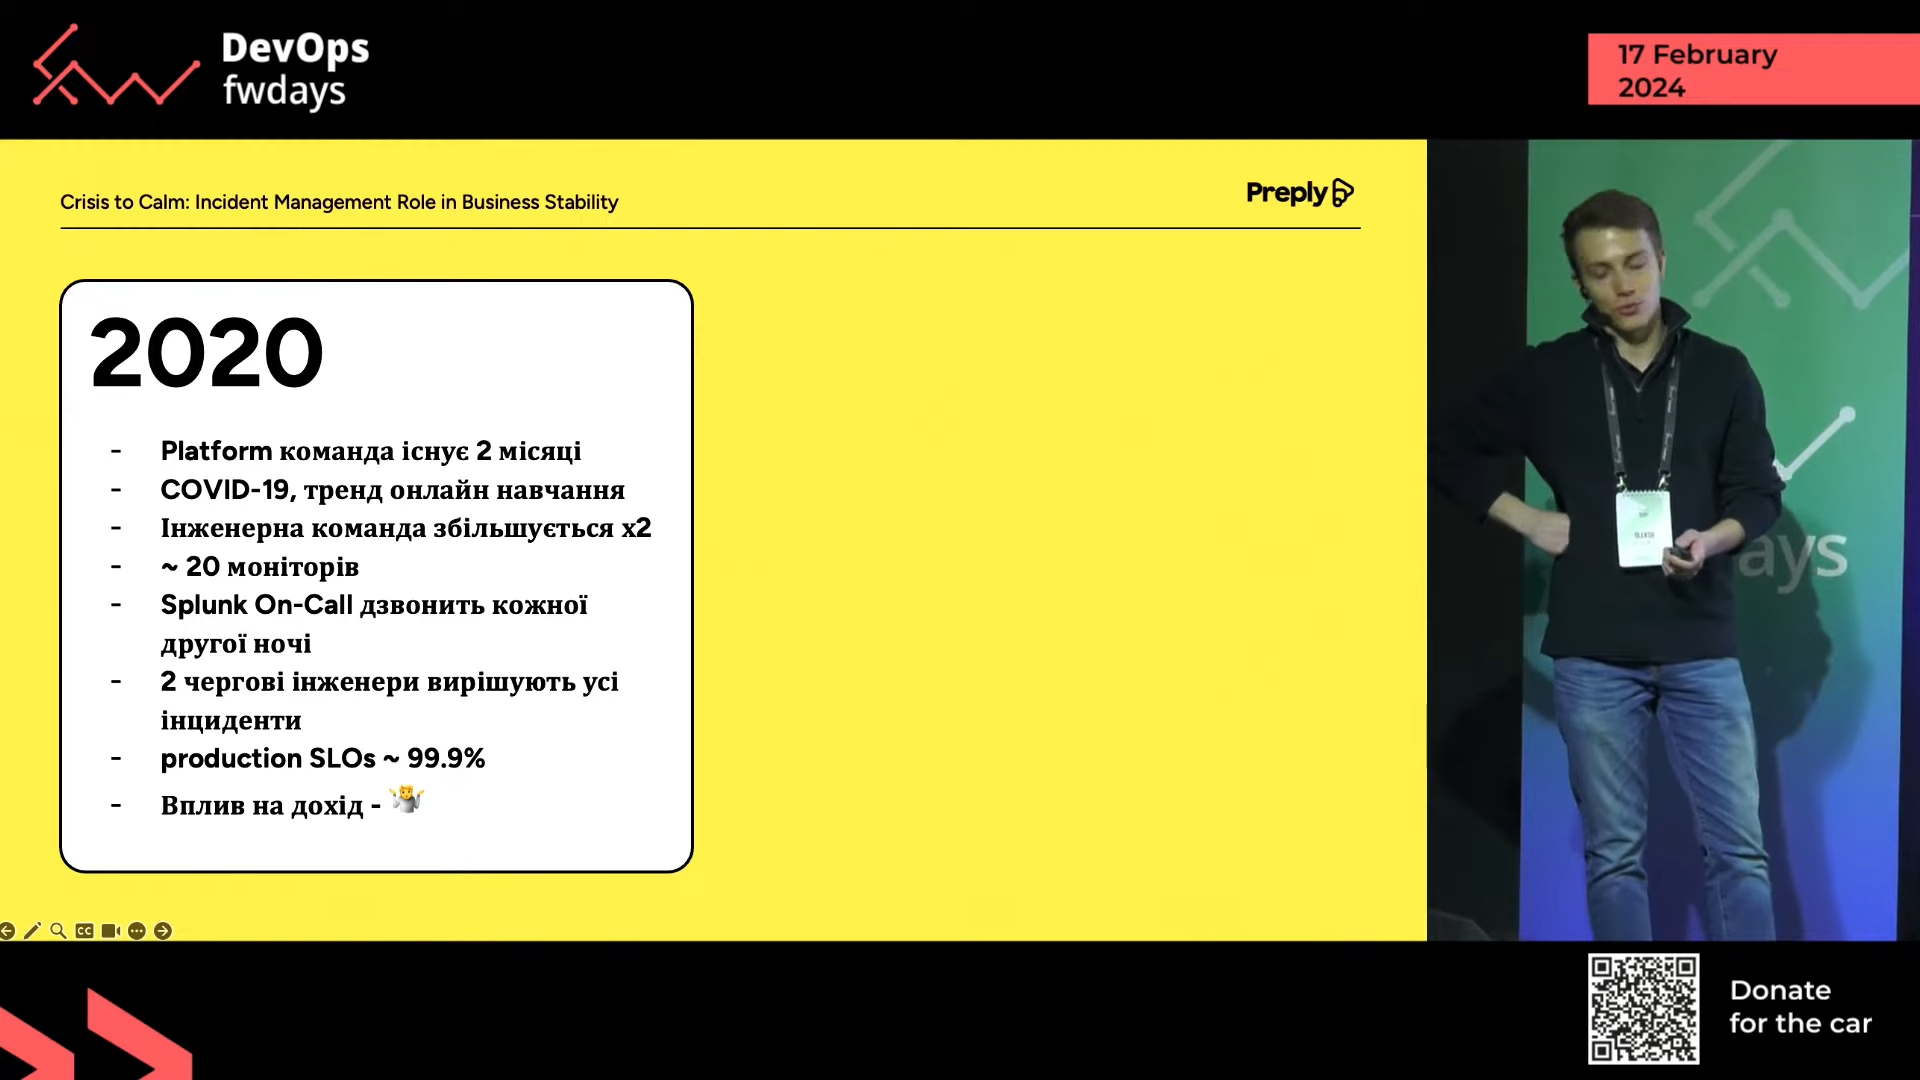 DevOps
fwdays
17 February
2024
Crisis to Calm: Incident Management Role in Business Stability
Preply
2020
- Platform команда існує 2 місяці
- COVID-19, тренд онлайн навчання
- Інженерна команда збільшується x2
- ~ 20 моніторів
- Splunk On-Call дзвонить кожної
другої ночі
- 2 чергові інженери вирішують усі
інциденти
- production SLOs ~ 99.9%
- Вплив на дохід - 🤷
CC
ays
Donate
for the car